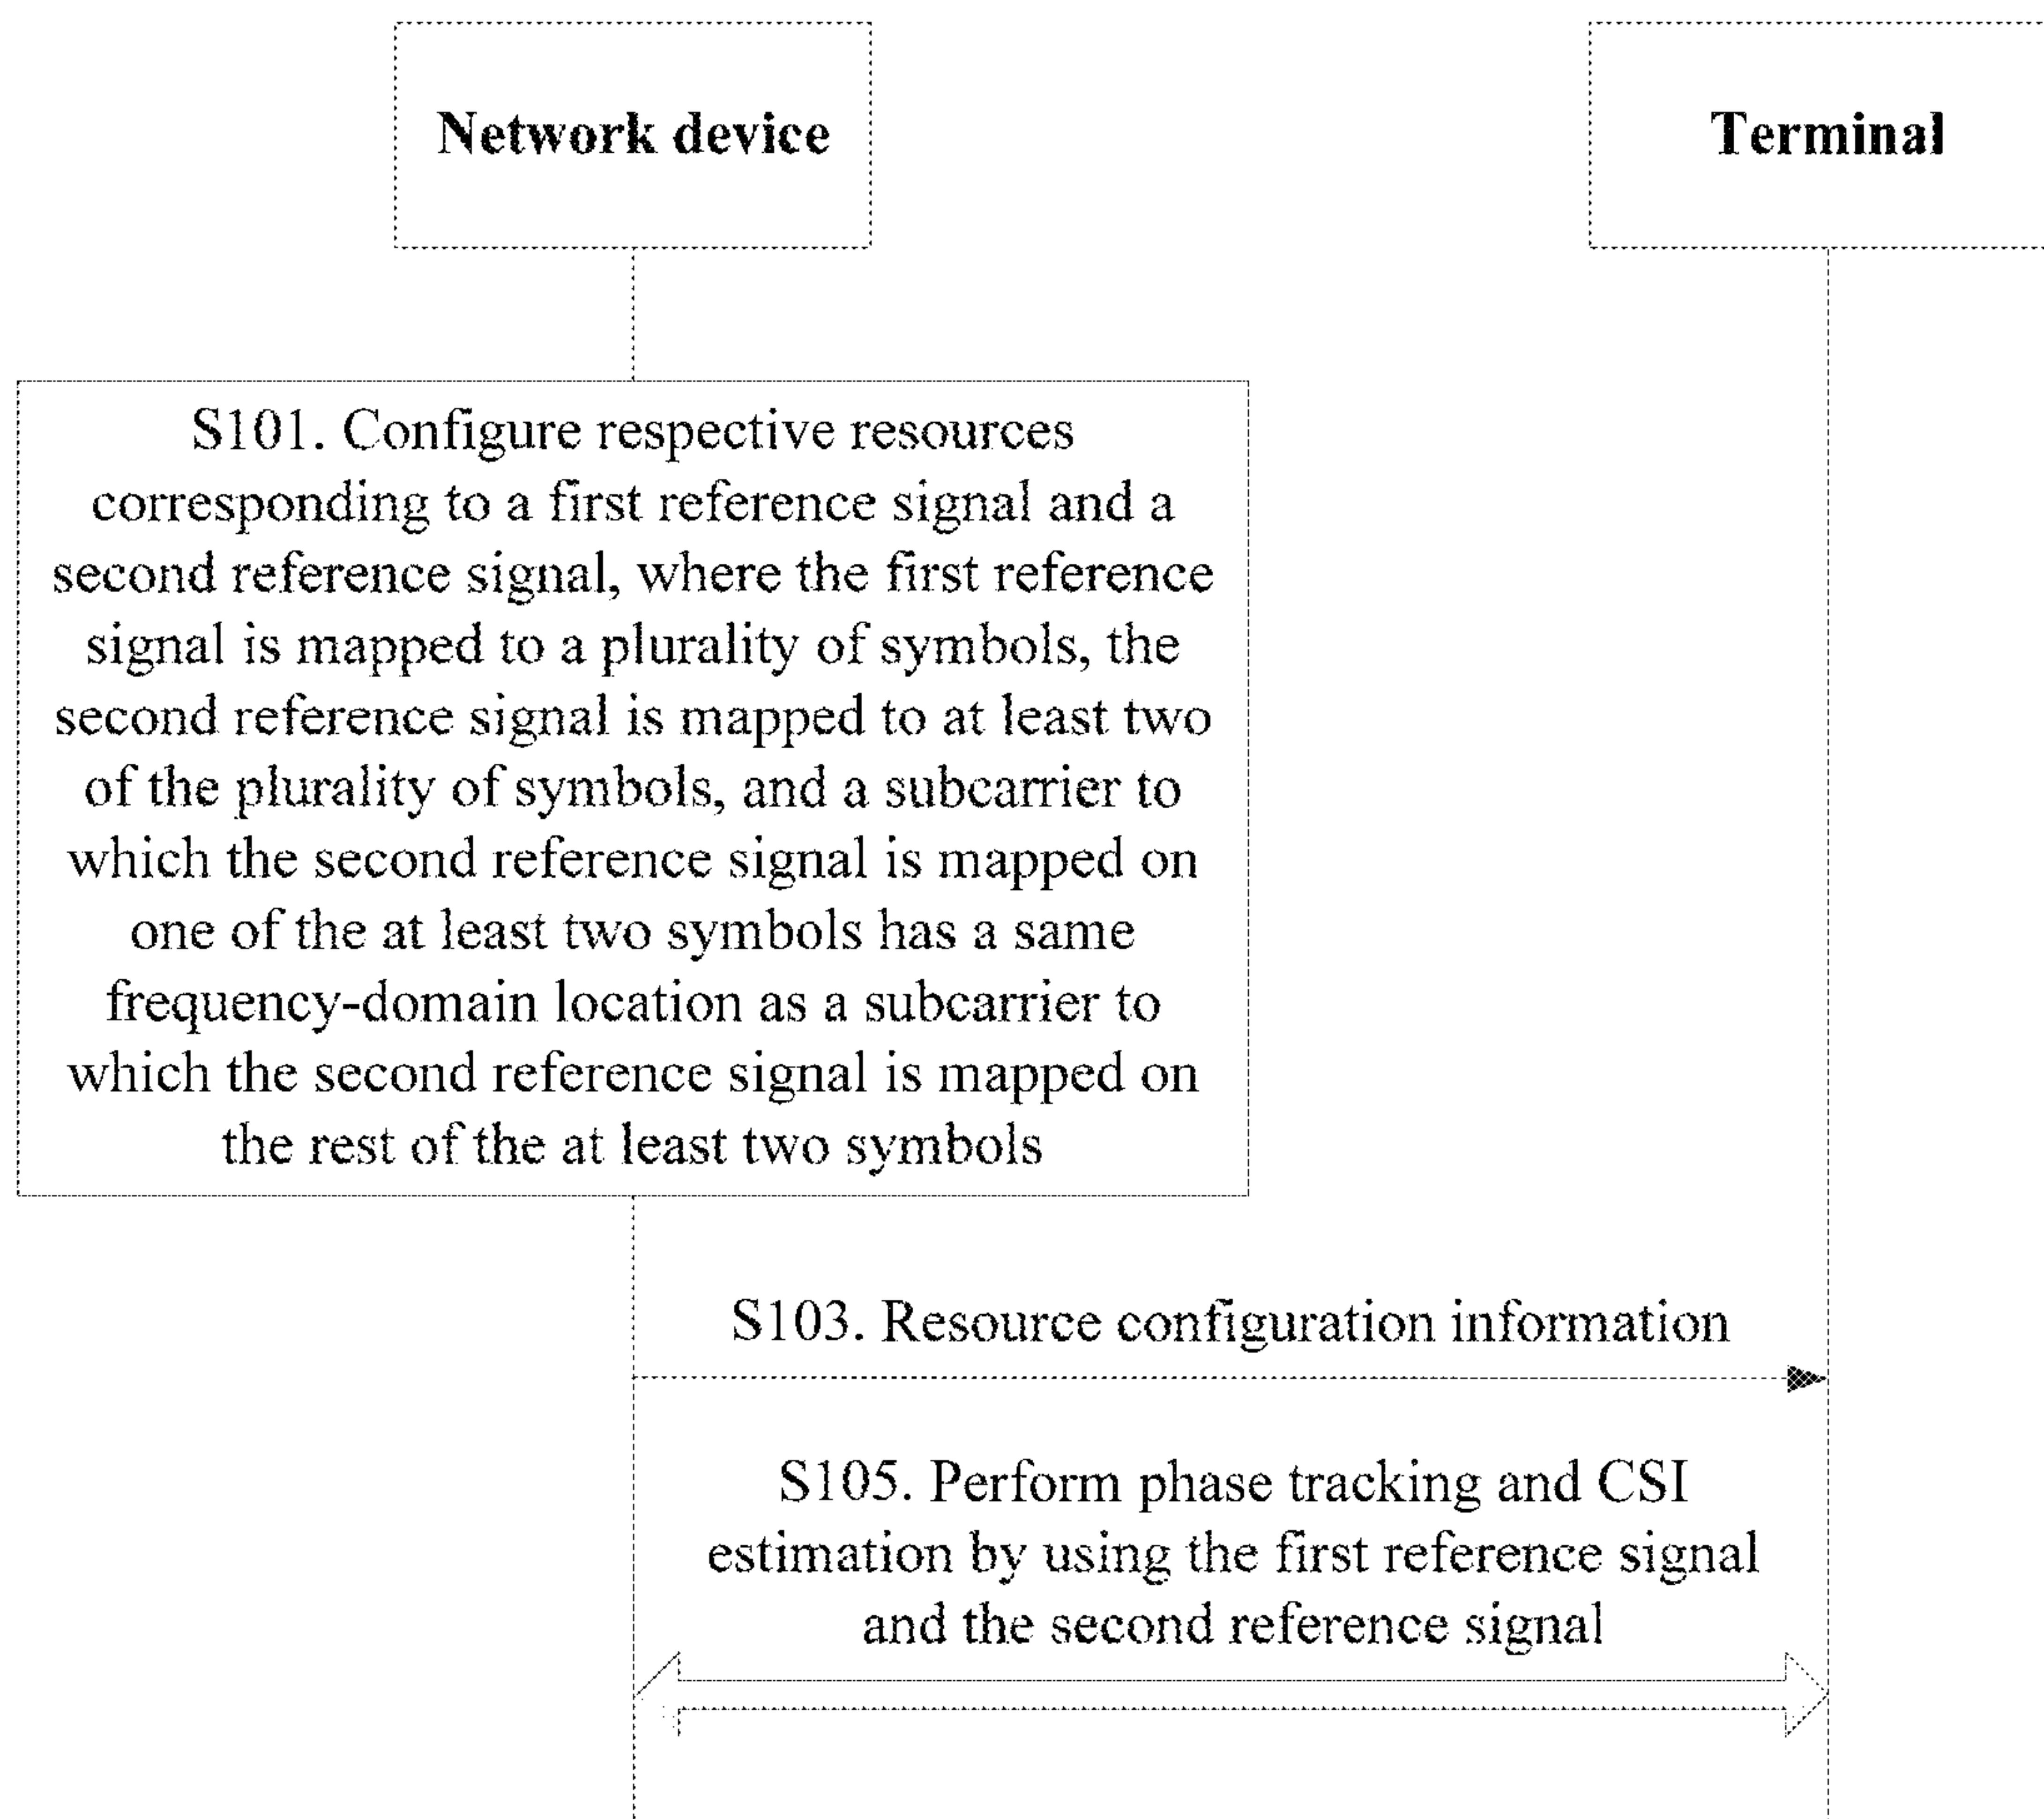 Network device
Terminal
S101. Configure respective resources
corresponding to a first reference signal and a
second reference signal, where the first reference
signal is mapped to a plurality of symbols, the
second reference signal is mapped to at least two
of the plurality of symbols, and a subcarrier to
which the second reference signal is mapped on
one of the at least two symbols has a same
frequency-domain location as a subcarrier to
which the second reference signal is mapped on
the rest of the at least two symbols
S103. Resource configuration information
S105. Perform phase tracking and CSI
estimation by using the first reference signal
and the second reference signal